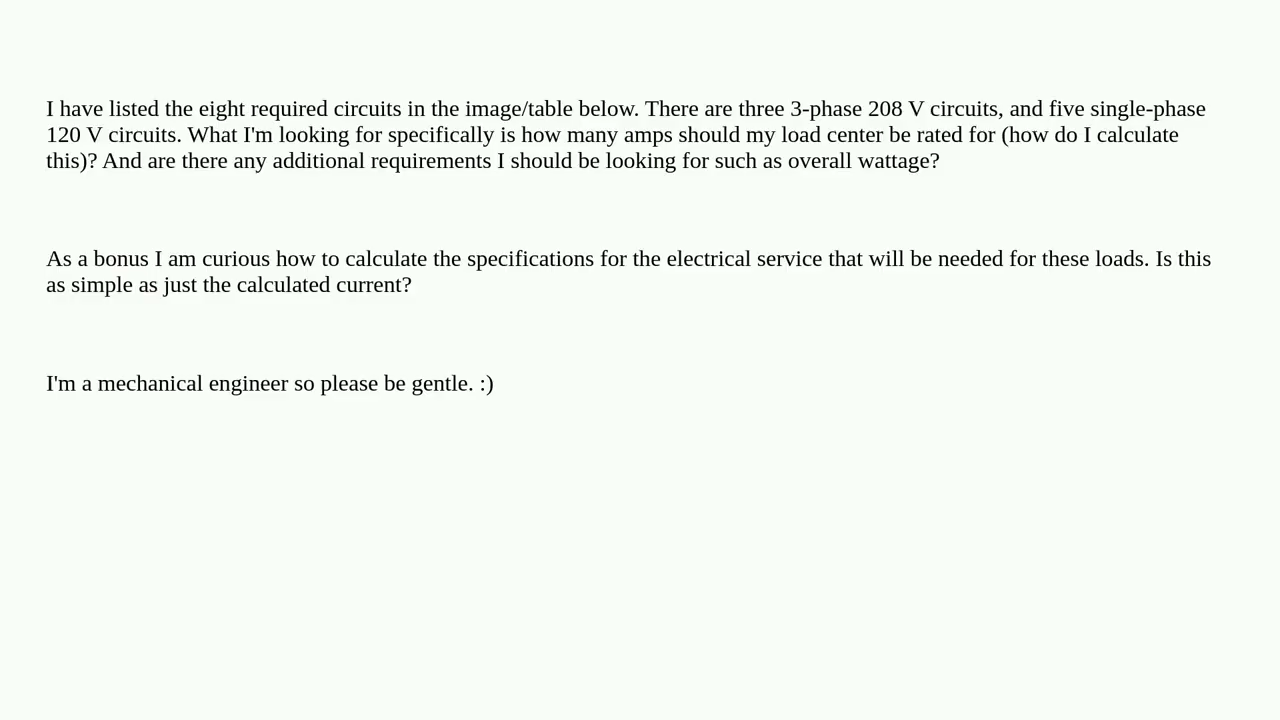 I have listed the eight required circuits in the image/table below. There are three 3-phase 208 V circuits, and five single-phase
120 V circuits. What I'm looking for specifically is how many amps should my load center be rated for (how do I calculate
this)? And are there any additional requirements I should be looking for such as overall wattage?
As a bonus I am curious how to calculate the specifications for the electrical service that will be needed for these loads. Is this
as simple as just the calculated current?
I'm a mechanical engineer so please be gentle. :)